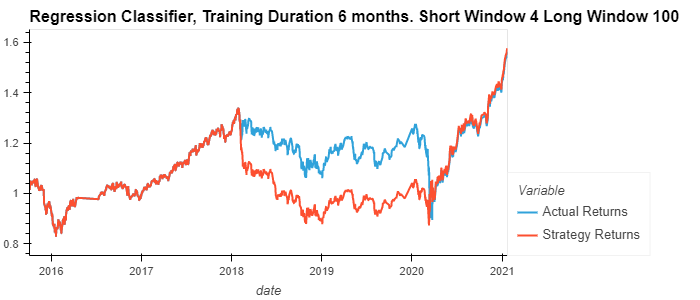 Regression Classifier, Training Duration 6 months. Short Window 4 Long Window 100
1.6
1.4
1.2
1
0.8
2016 2017 2018 2019 2020 2021
date
Variable
Actual Returns
Strategy Returns